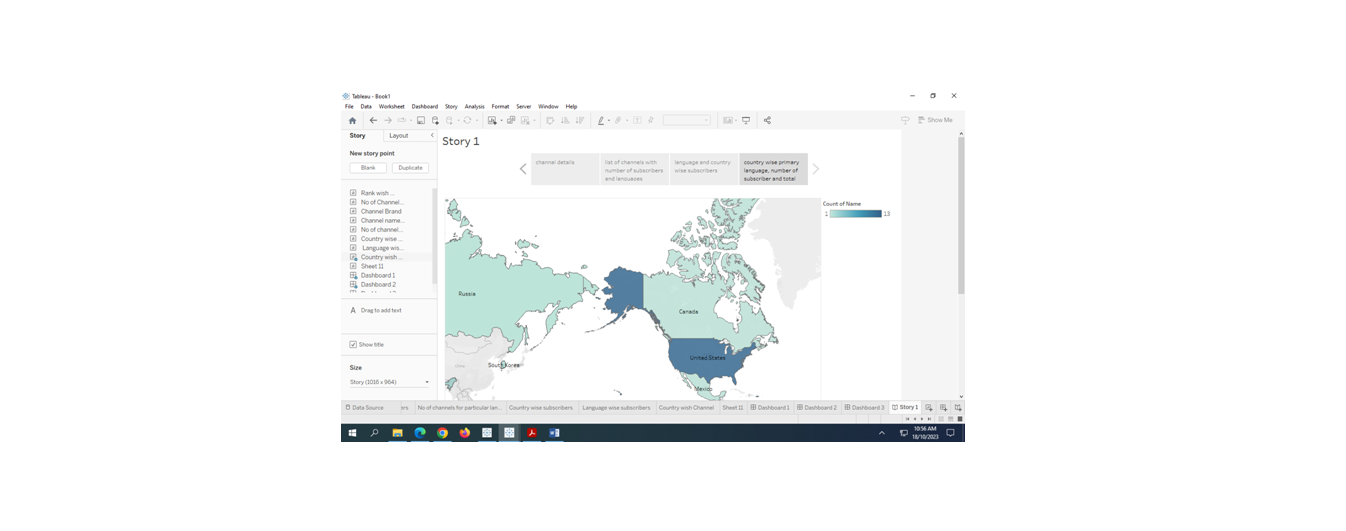 Tableau - Book1
File Data Worksheet Dashboard Story Analysis Format Server Window Help
Show Me
Story Layout
New story point
Blank Duplicate
Rank wish ...
No of Channel...
Channel Brand
Channel name...
No of channel...
Country wise ...
Language wis...
Country wish ...
Sheet 11
Dashboard 1
Dashboard 2
A Drag to add text
Show title
Size
Story (1016 x 964)
Story 1
channel details
list of channels with
number of subscribers
and languages
language and country
wise subscribers
country wise primary
language, number of
subscriber and total
Count of Name
1 13
Russia
Canada
United States
South Korea
Mexico
China
Data Source
ers
No of channels for particular lan...
Country wise subscribers
Language wise subscribers
Country wish Channel
Sheet 11
Dashboard 1
Dashboard 2
Dashboard 3
Story 1
10:56 AM
18/10/2023